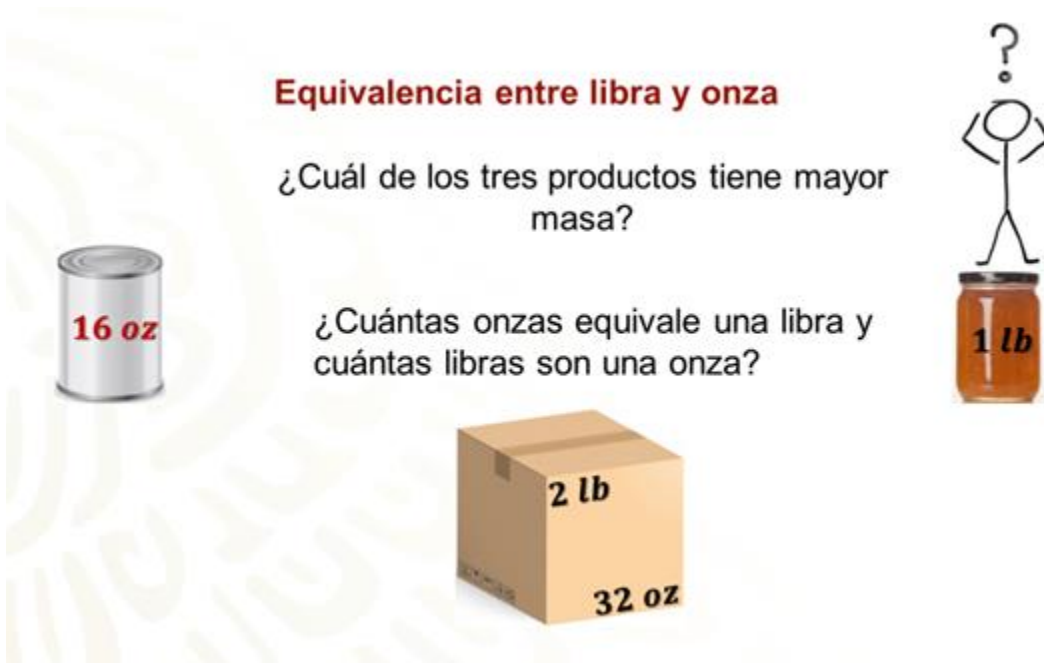 ?
Equivalencia entre libra y onza
¿Cuál de los tres productos tiene mayor
masa?
16 oz
¿Cuántas onzas equivale una libra y
cuántas libras son una onza?
1 lb
2 lb
32 oz